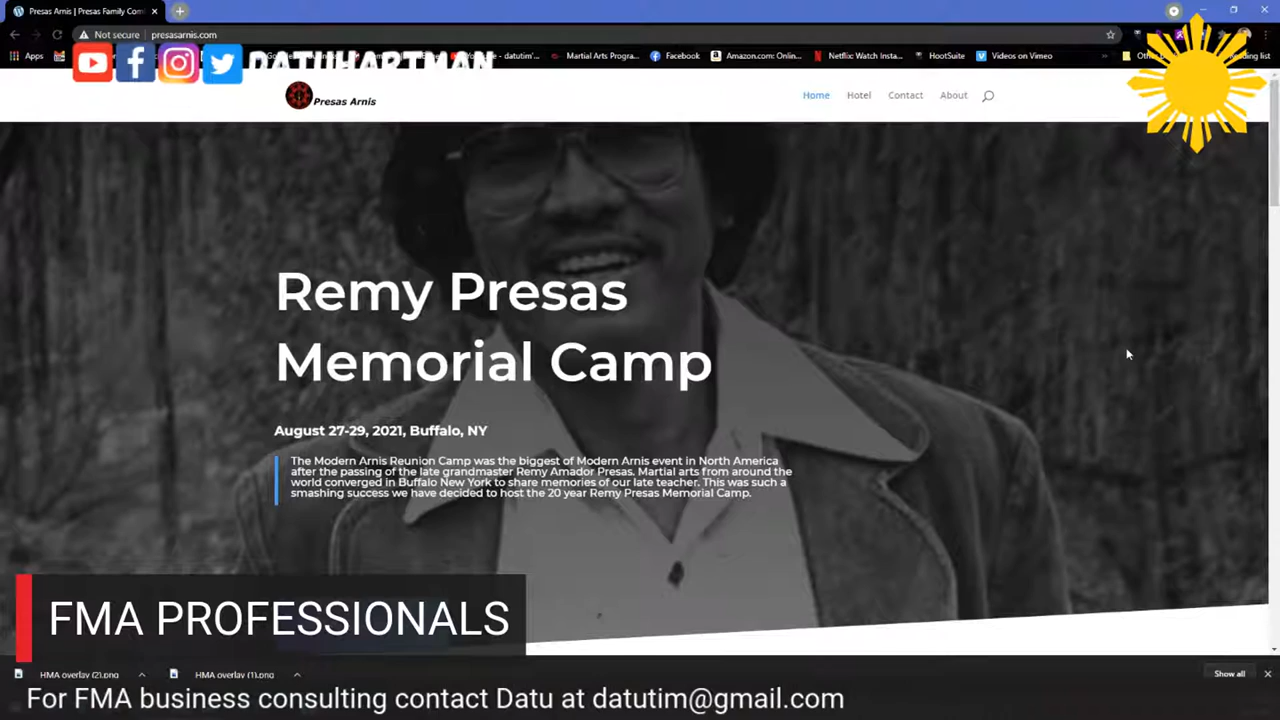 Presas Arnis | Presas Family Com
Not secure | presasarnis.com
Apps
Martial Arts Progra...
Facebook
Amazon.com: Onlin...
Netflix: Watch Insta...
HootSuite
Videos on Vimeo
DATUHARTMAN
Presas Arnis
Home
Hotel
Contact
About
Remy Presas
Memorial Camp
August 27-29, 2021, Buffalo, NY
The Modern Arnis Reunion Camp was the biggest of Modern Arnis event in North America
after the passing of the late grandmaster Remy Amador Presas. Martial arts from around the
world converged in Buffalo New York to share memories of our late teacher. This was such a
smashing success we have decided to host the 20 year Remy Presas Memorial Camp.
FMA PROFESSIONALS
HMA overlay (2).png
HMA overlay (1).png
Show all
For FMA business consulting contact Datu at datutim@gmail.com